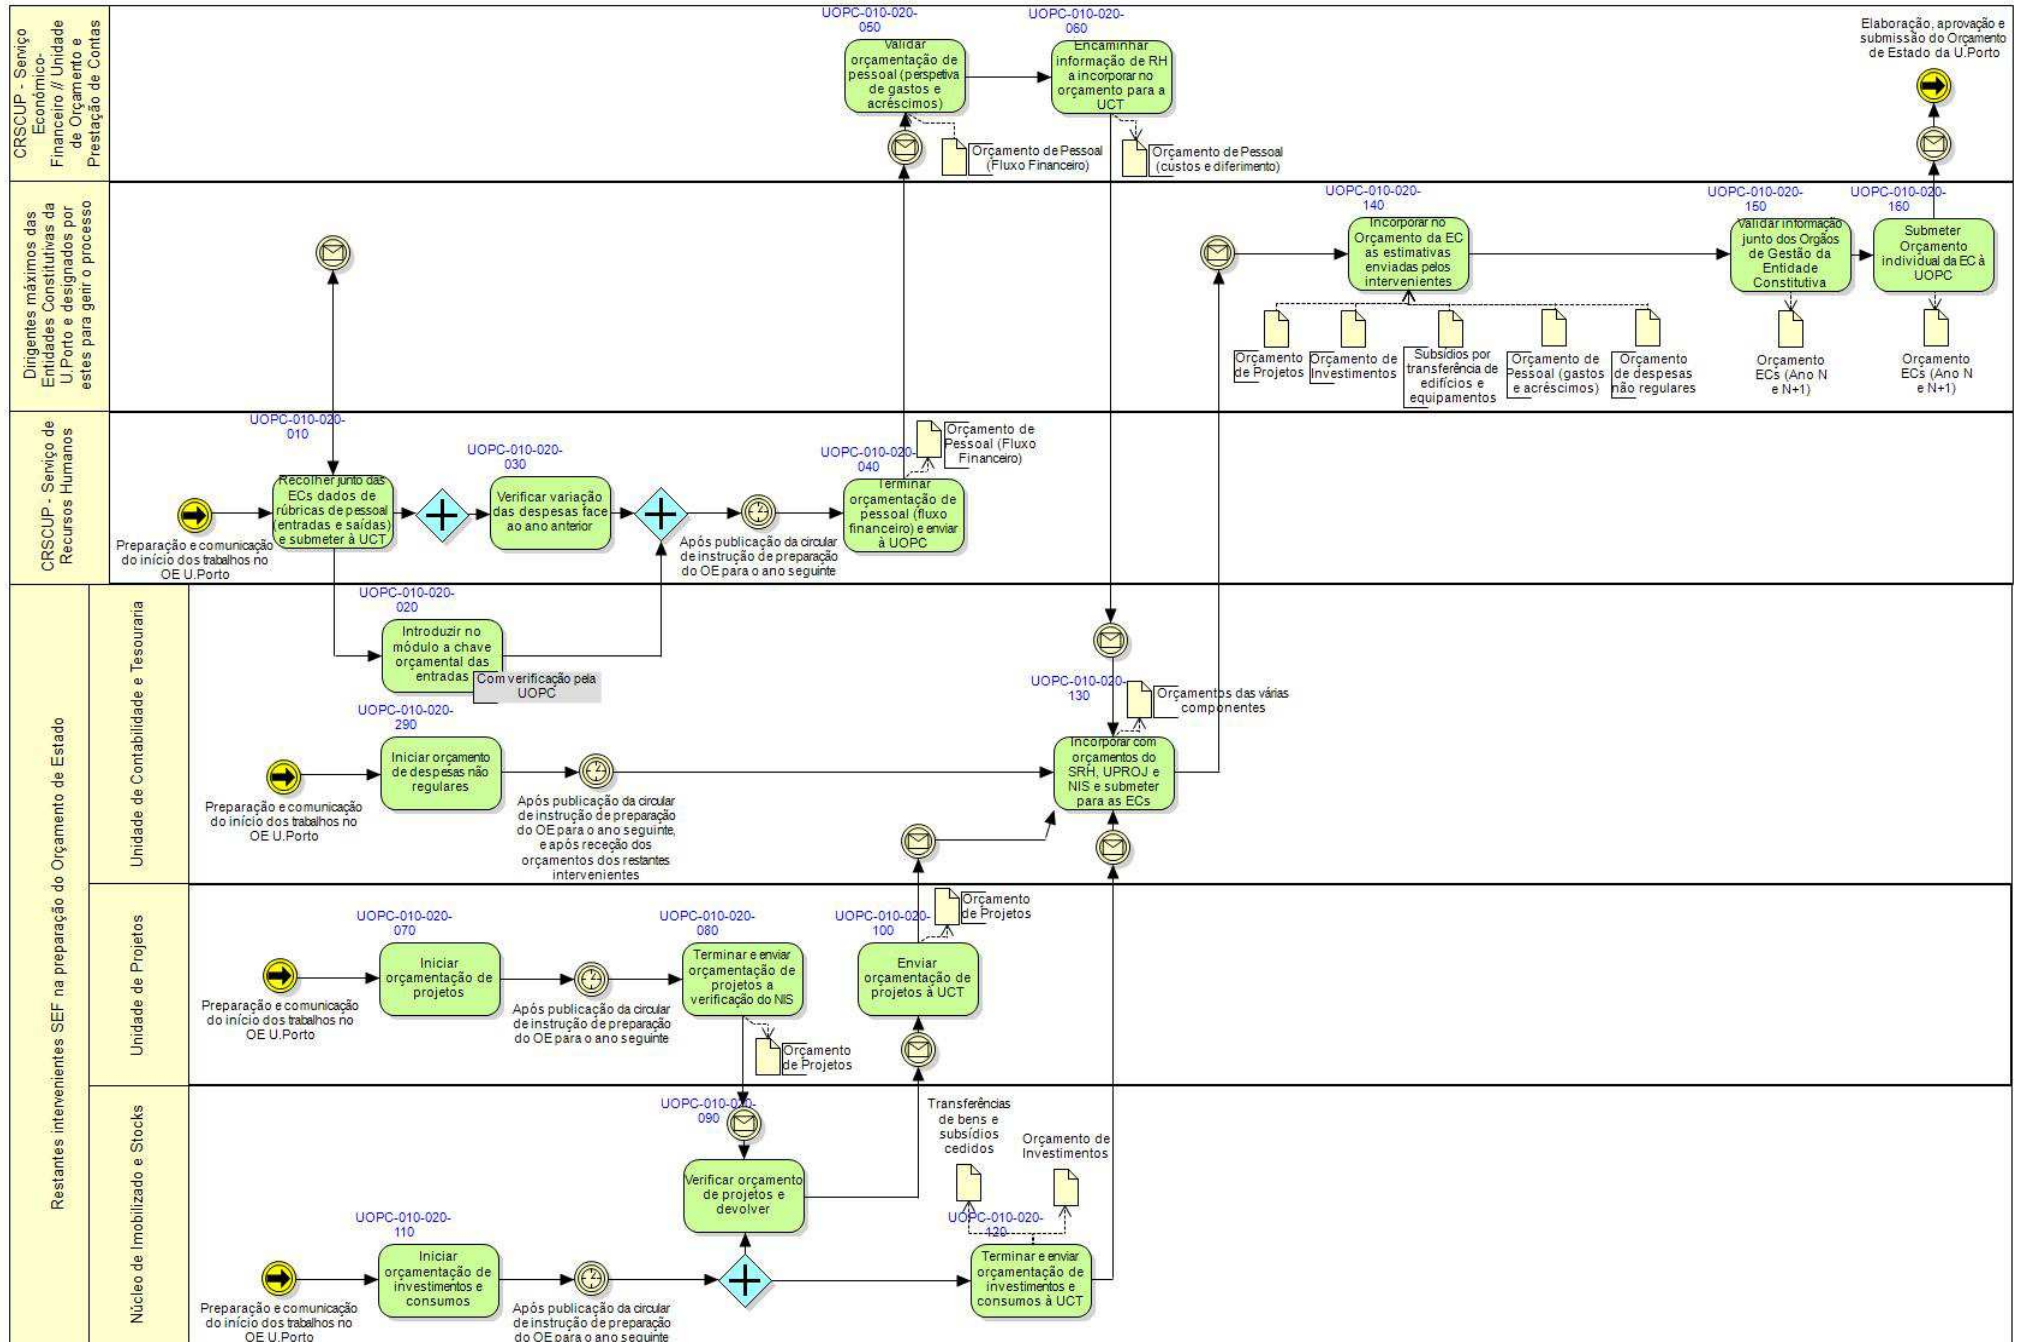 CRSCUP - Serviço
Económico-
Financeiro // Unidade
de Orçamento e
Prestação de Contas
UOPC-010-020-
050
Validar
orçamentação de
pessoal (perspetiva
de gastos e
acréscimos)
UOPC-010-020-
060
Encaminhar
informação de RH
a incorporar no
orçamento para a
UCT
Orçamento de Pessoal
(Fluxo Financeiro)
Orçamento de Pessoal
(custos e diferimento)
Elaboração, aprovação e
submissão do Orçamento
de Estado da U.Porto
Dirigentes máximos das
Entidades Constitutivas da
U.Porto e designados por
estes para gerir o processo
UOPC-010-020-
140
Incorporar no
Orçamento da EC
as estimativas
enviadas pelos
intervenientes
UOPC-010-020-
150
Validar informação
junto dos Orgãos
de Gestão da
Entidade
Constitutiva
UOPC-010-020-
160
Submeter
Orçamento
individual da EC à
UOPC
Orçamento
de Projetos
Orçamento de
Investimentos
Subsídios por
transferência de
edifícios e
equipamentos
Orçamento de
Pessoal (gastos
e acréscimos)
Orçamento
de despesas
não regulares
Orçamento
ECs (Ano N
e N+1)
Orçamento
ECs (Ano N
e N+1)
CRSCUP - Serviço de
Recursos Humanos
Preparação e comunicação
do início dos trabalhos no
OE U.Porto
UOPC-010-020-
010
Recolher junto das
ECs dados de
rúbricas de pessoal
(entradas e saídas)
e submeter à UCT
UOPC-010-020-
030
Verificar variação
das despesas face
ao ano anterior
Após publicação da circular
de instrução de preparação
do OE para o ano seguinte
UOPC-010-020-
040
Terminar
orçamentação de
pessoal (fluxo
financeiro) e enviar
à UOPC
Orçamento de
Pessoal (Fluxo
Financeiro)
Restantes intervenientes SEF na preparação do Orçamento de Estado
Unidade de Contabilidade e Tesouraria
UOPC-010-020-
020
Introduzir no
módulo a chave
orçamental das
entradas
Com verificação pela
UOPC
UOPC-010-020-
290
Iniciar orçamento
de despesas não
regulares
Preparação e comunicação
do início dos trabalhos no
OE U.Porto
Após publicação da circular
de instrução de preparação
do OE para o ano seguinte,
e após receção dos
orçamentos dos restantes
intervenientes
UOPC-010-020-
130
Incorporar com
orçamentos do
SRH, UPROJ e
NIS e submeter
para as ECs
Orçamentos das várias
componentes
Unidade de Projetos
Preparação e comunicação
do início dos trabalhos no
OE U.Porto
UOPC-010-020-
070
Iniciar
orçamentação de
projetos
Após publicação da circular
de instrução de preparação
do OE para o ano seguinte
UOPC-010-020-
080
Terminar e enviar
orçamentação de
projetos a
verificação do NIS
Orçamento
de Projetos
UOPC-010-020-
100
Enviar
orçamentação de
projetos à UCT
Orçamento
de Projetos
Núcleo de Imobilizado e Stocks
UOPC-010-020-
090
Verificar orçamento
de projetos e
devolver
Transferências
de bens e
subsídios
cedidos
Orçamento de
Investimentos
Preparação e comunicação
do início dos trabalhos no
OE U.Porto
UOPC-010-020-
110
Iniciar
orçamentação de
investimentos e
consumos
Após publicação da circular
de instrução de preparação
do OE para o ano seguinte
UOPC-010-020-
120
Terminar e enviar
orçamentação de
investimentos e
consumos à UCT